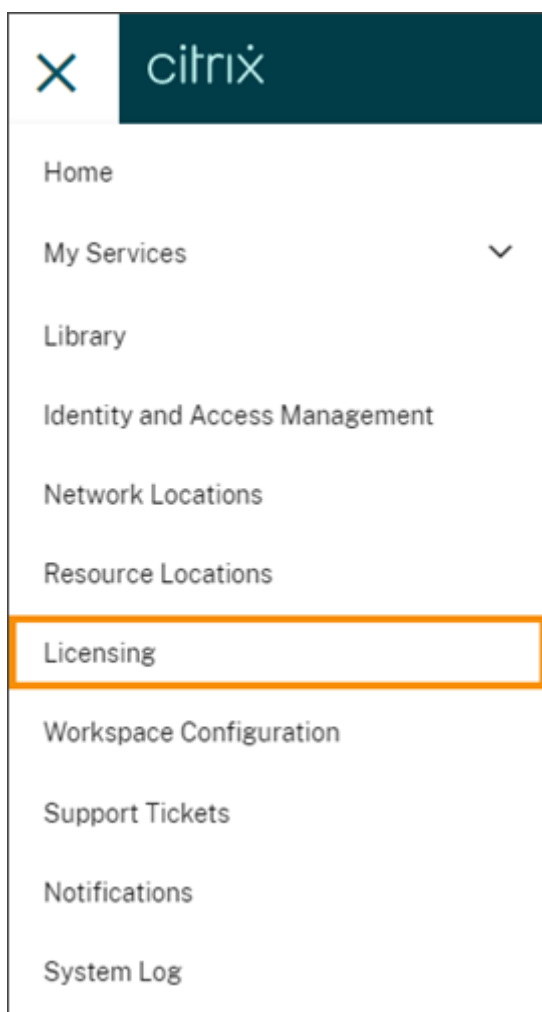 citrix
Home
My Services
Library
Identity and Access Management
Network Locations
Resource Locations
Licensing
Workspace Configuration
Support Tickets
Notifications
System Log